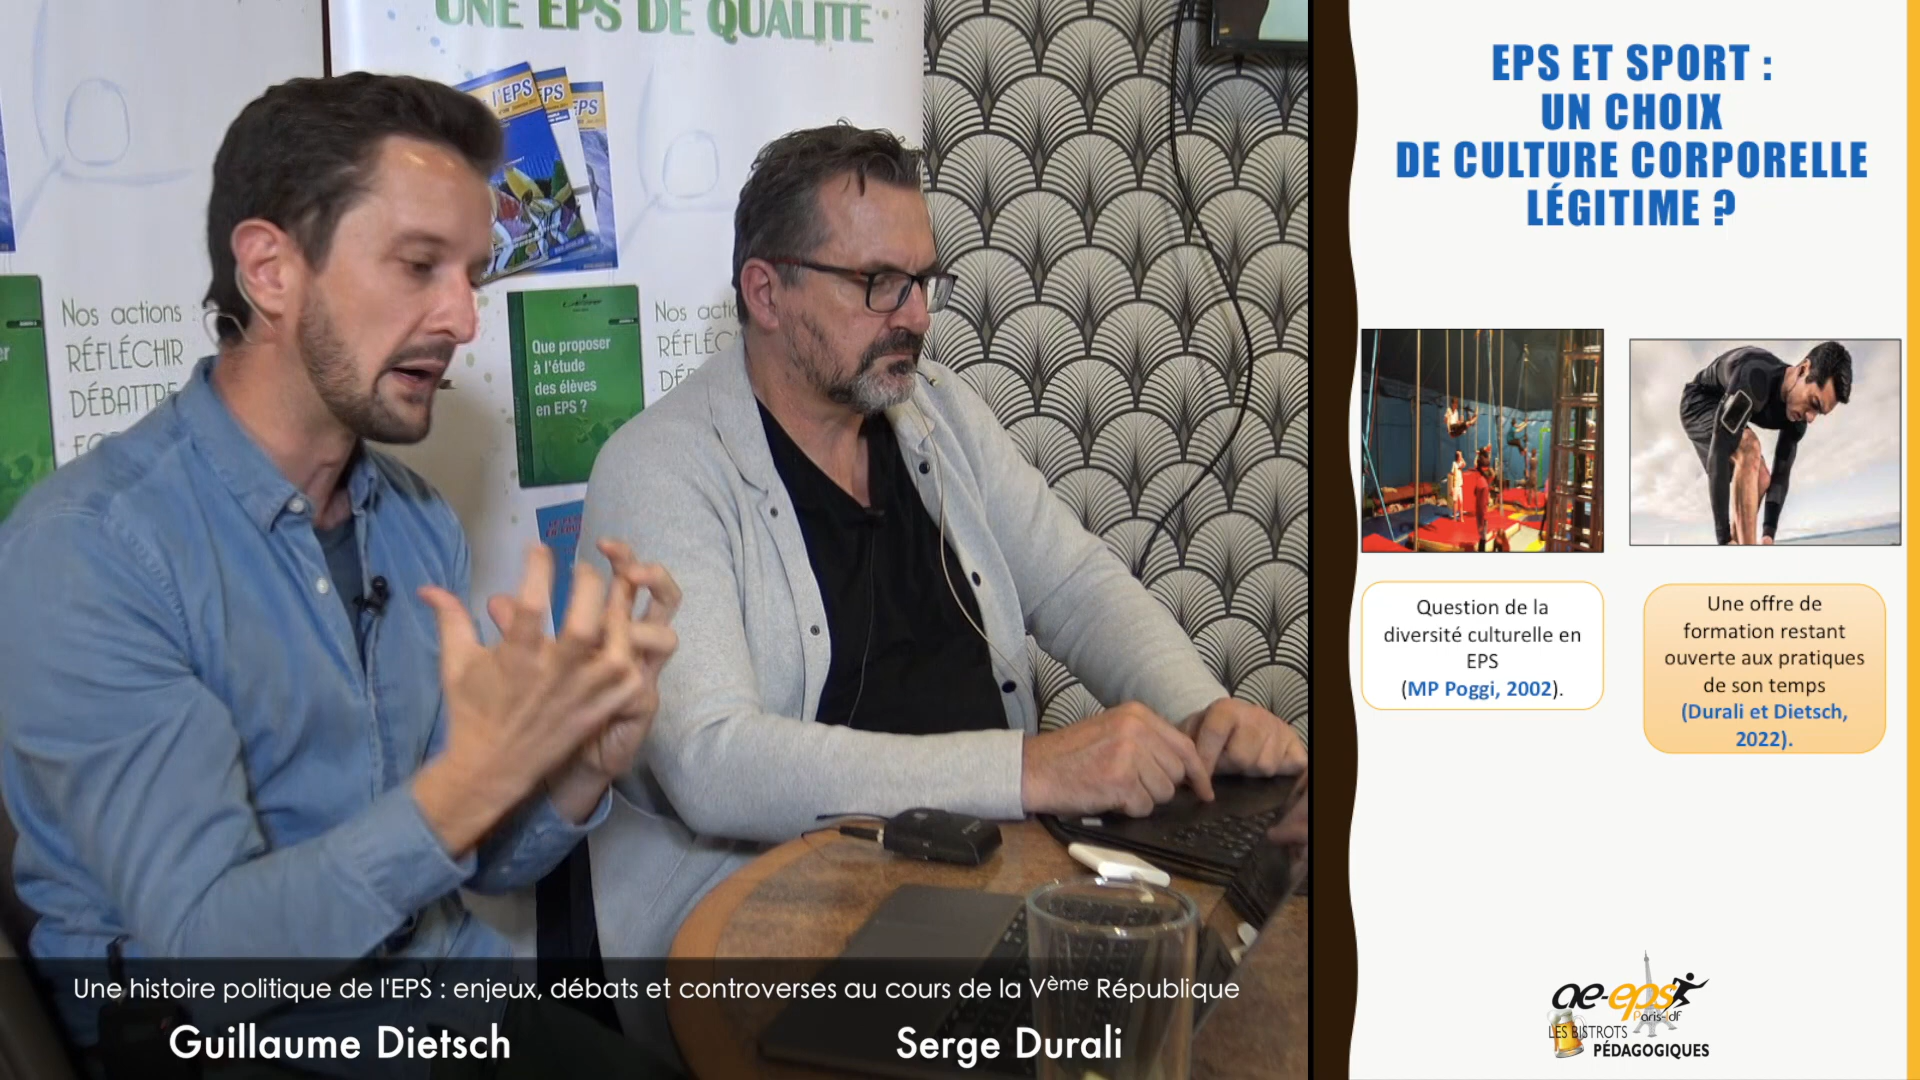 UNE EPS DE QUALITÉ
l'EPS
EPS
EPS
Nos actions :
RÉFLÉCHIR
DÉBATTRE
Que proposer
à l'étude
des élèves
en EPS ?
Nos
Une histoire politique de l'EPS : enjeux, débats et controverses au cours de la Vème République
Guillaume Dietsch
Serge Durali
EPS ET SPORT :
UN CHOIX
DE CULTURE CORPORELLE
LÉGITIME ?
Question de la
diversité culturelle en
EPS
(MP Poggi, 2002).
Une offre de
formation restant
ouverte aux pratiques
de son temps
(Durali et Dietsch,
2022).
ae-eps
Paris-IdF
LES BISTROTS
PÉDAGOGIQUES